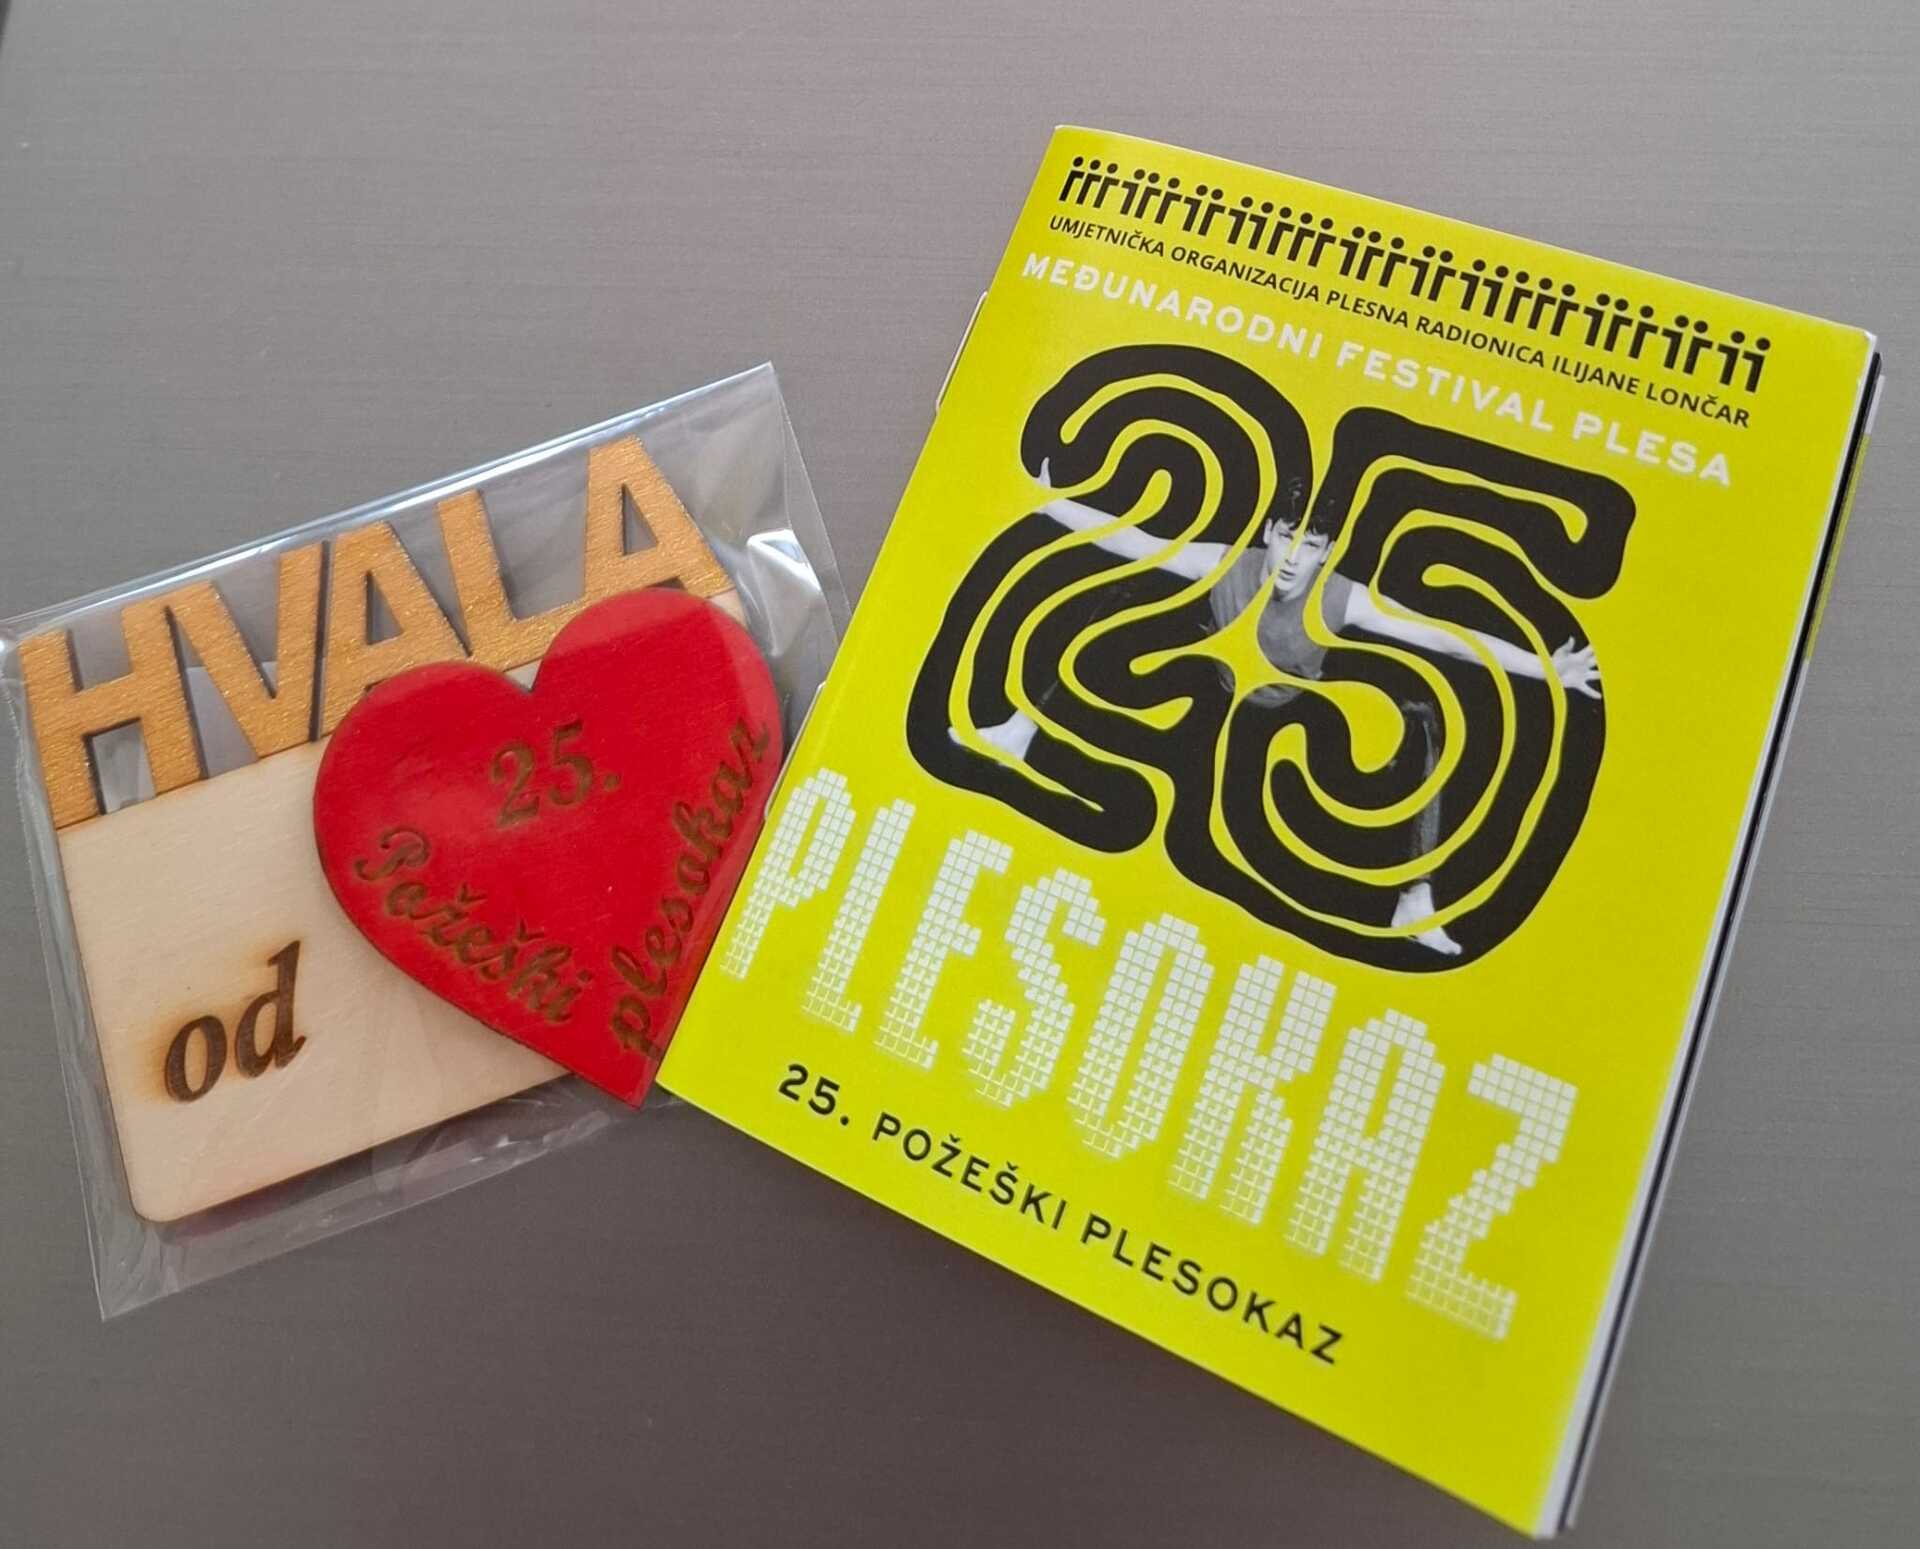 HVALA
od
25.
Požeški
plesokaz
UMJETNIČKA ORGANIZACIJA PLESNA RADIONICA ILIJANE LONČAR
MEĐUNARODNI FESTIVAL PLESA
25
PLESOKAZ
25. POŽEŠKI PLESOKAZ